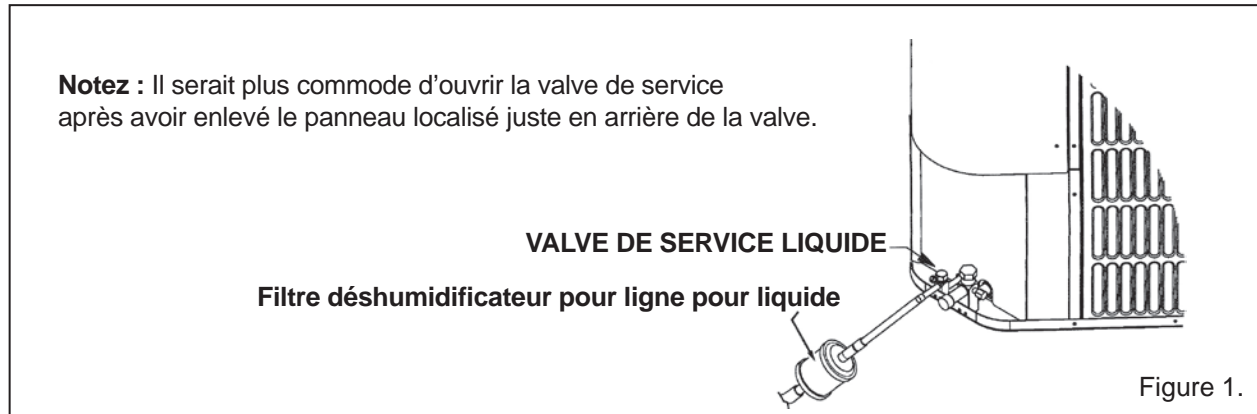 Notez : Il serait plus commode d'ouvrir la valve de service
après avoir enlevé le panneau localisé juste en arrière de la valve.
VALVE DE SERVICE LIQUIDE
Filtre déshumidificateur pour ligne pour liquide
Figure 1.